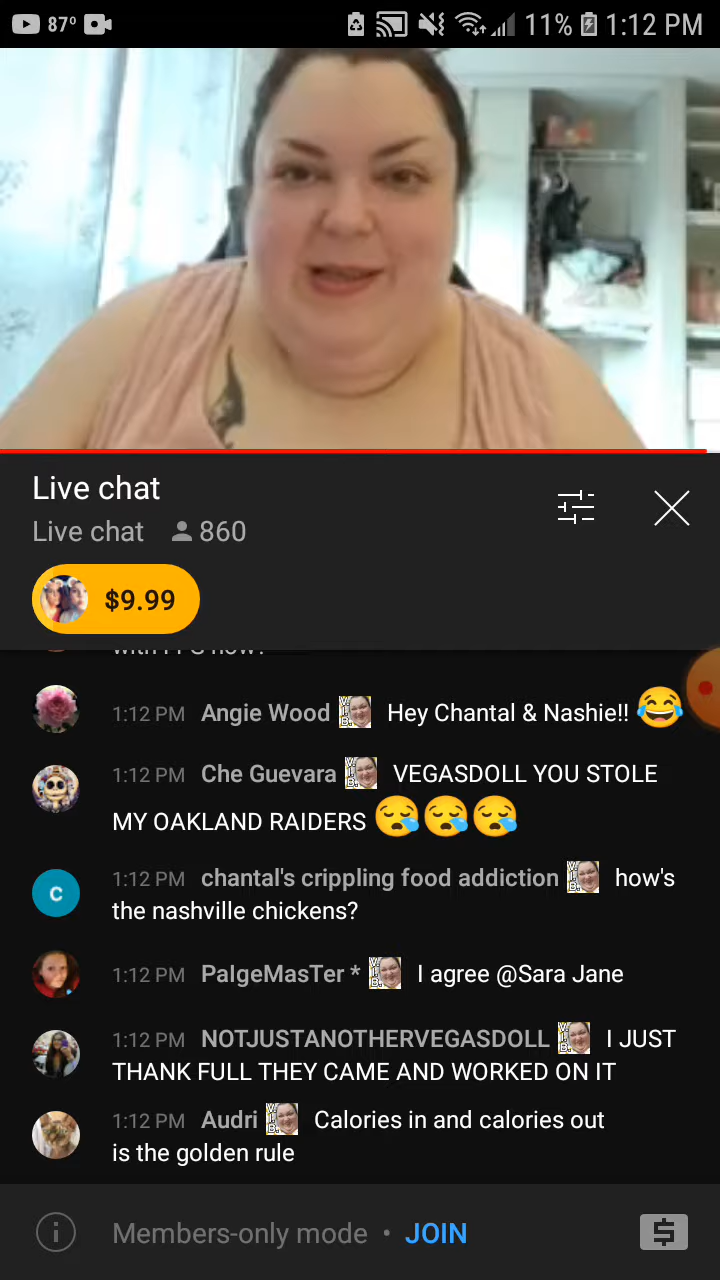 87° 11% 1:12 PM
Live chat
Live chat 860
$9.99
1:12 PM Angie Wood Hey Chantal & Nashie!! 😂
1:12 PM Che Guevara VEGASDOLL YOU STOLE
MY OAKLAND RAIDERS 😪😪😪
C
1:12 PM chantal's crippling food addiction how's
the nashville chickens?
1:12 PM PaIgeMasTer * I agree @Sara Jane
1:12 PM NOTJUSTANOTHERVEGASDOLL I JUST
THANK FULL THEY CAME AND WORKED ON IT
1:12 PM Audri Calories in and calories out
is the golden rule
Members-only mode • JOIN